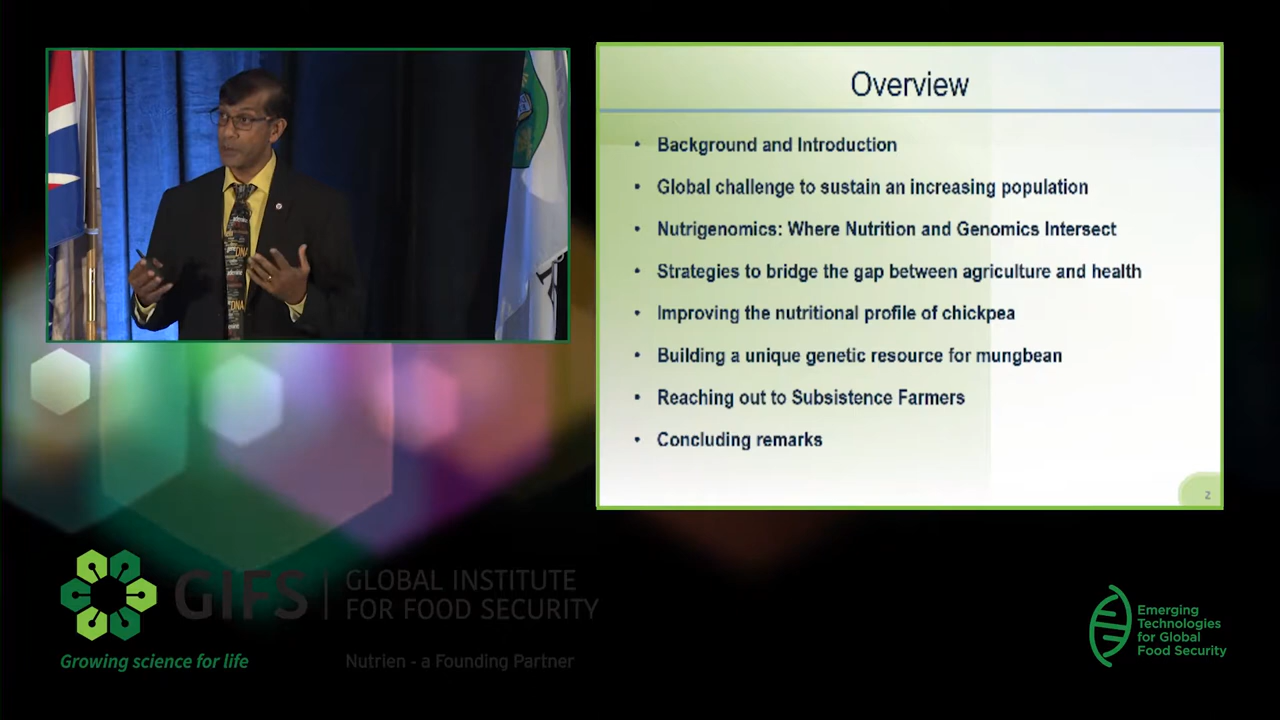 Overview
• Background and Introduction
• Global challenge to sustain an increasing population
• Nutrigenomics: Where Nutrition and Genomics Intersect
• Strategies to bridge the gap between agriculture and health
• Improving the nutritional profile of chickpea
• Building a unique genetic resource for mungbean
• Reaching out to Subsistence Farmers
• Concluding remarks
2
DNA
DNA
GIFS
GLOBAL INSTITUTE
FOR FOOD SECURITY
Growing science for life
Nutrien - a Founding Partner
Emerging
Technologies
for Global
Food Security